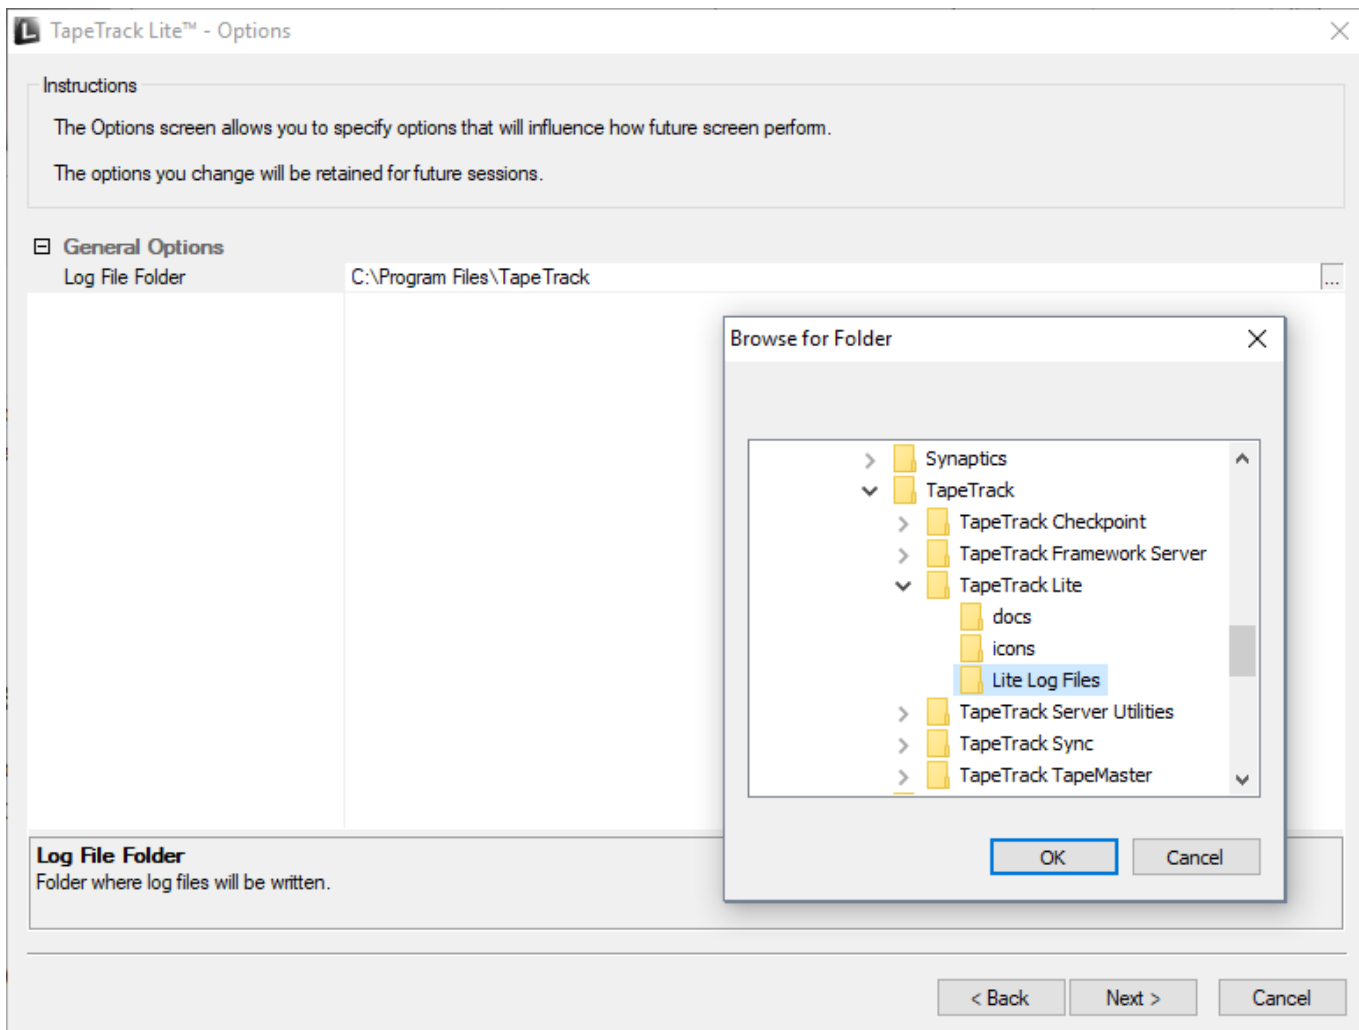 TapeTrack Lite™ - Options
Instructions
The Options screen allows you to specify options that will influence how future screen perform.
The options you change will be retained for future sessions.
General Options
Log File Folder C:\Program Files\TapeTrack ...
Browse for Folder
Synaptics
TapeTrack
TapeTrack Checkpoint
TapeTrack Framework Server
TapeTrack Lite
docs
icons
Lite Log Files
TapeTrack Server Utilities
TapeTrack Sync
TapeTrack TapeMaster
OK Cancel
Log File Folder
Folder where log files will be written.
< Back Next > Cancel